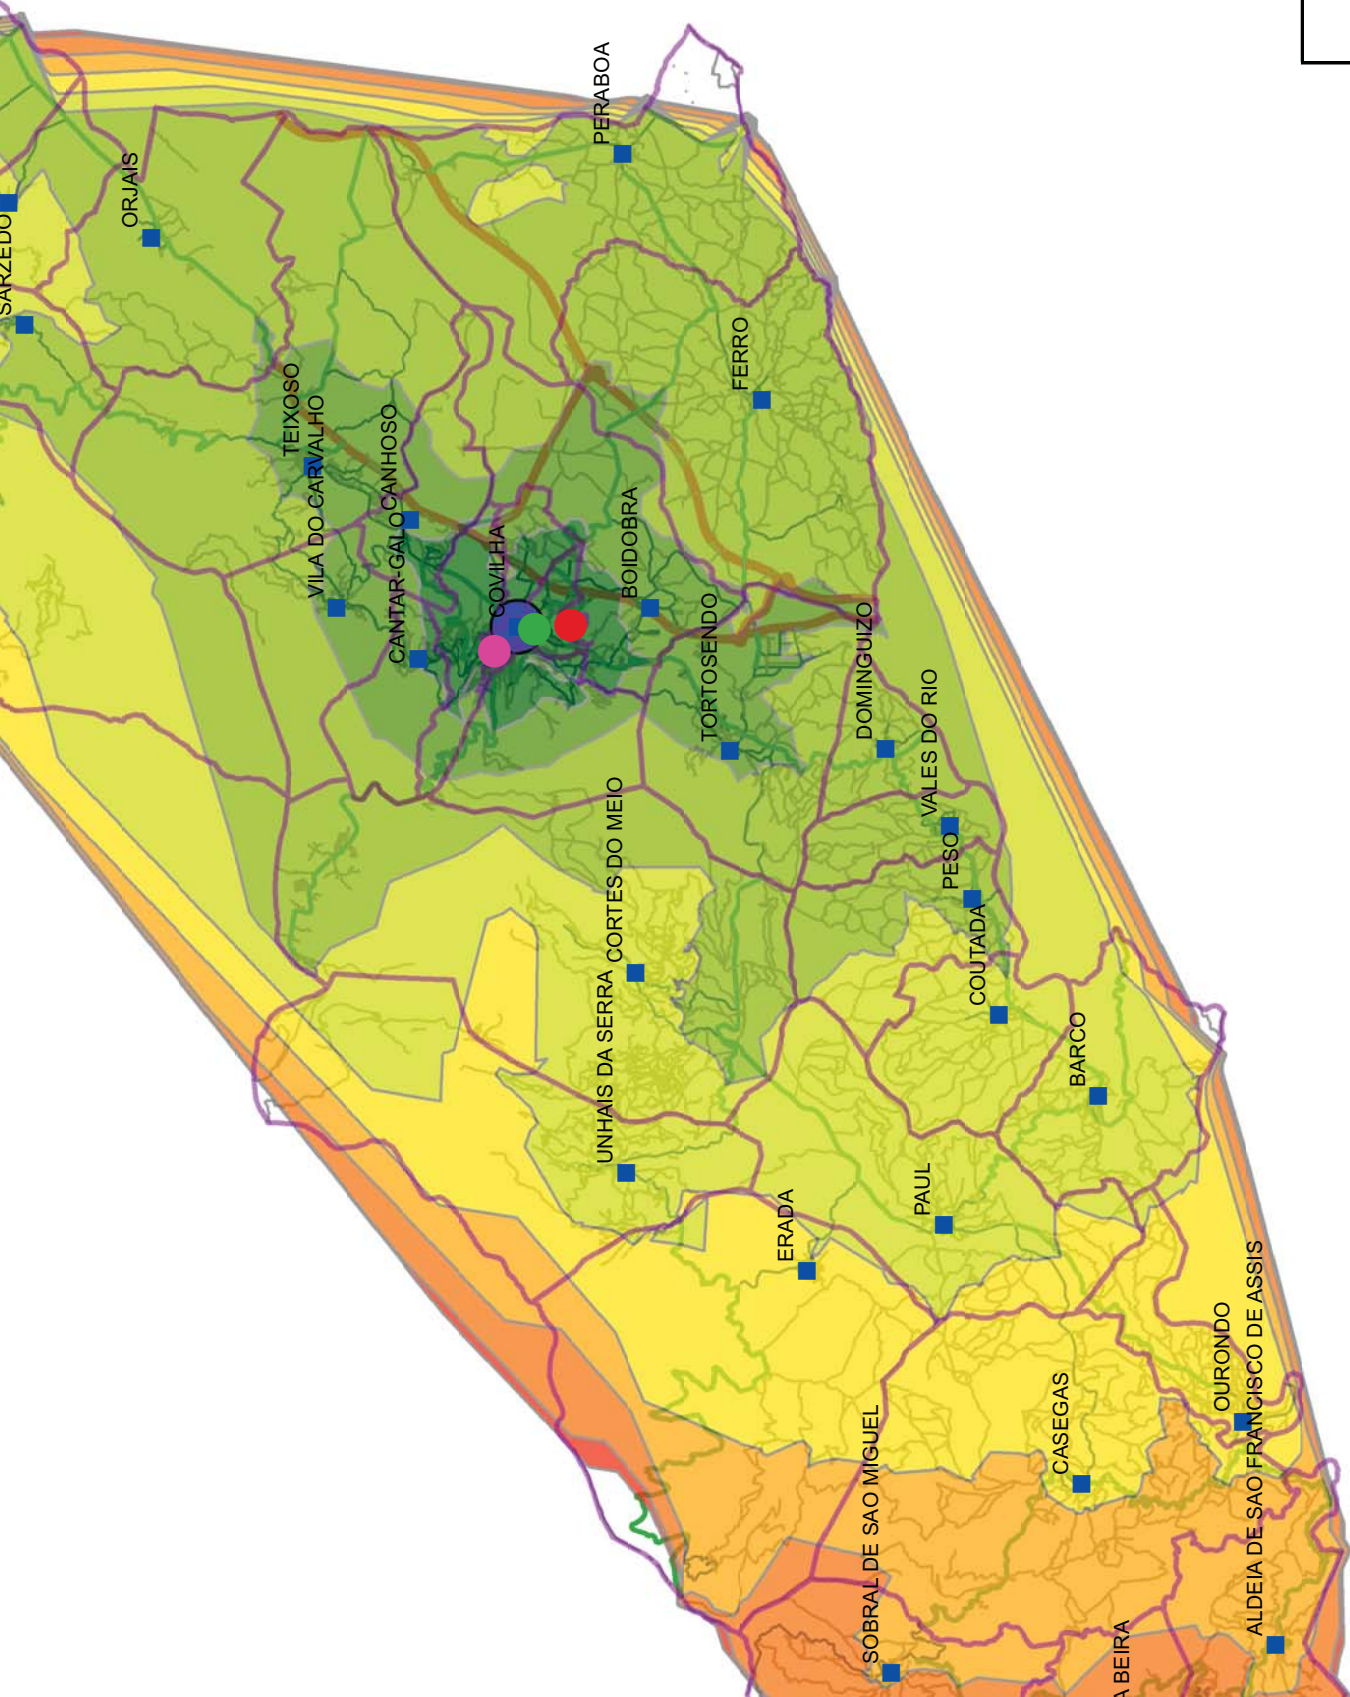 SARZEDO
ORJAIS
PERABOA
TEIXOSO
VILA DO CARVALHO
CANHOSO
CANTAR-GALO
COVILHA
BOIDOBRA
FERRO
TORTOSENDO
DOMINGUIZO
VALES DO RIO
PESO
COUTADA
CORTES DO MEIO
UNHAIS DA SERRA
BARCO
ERADA
PAUL
OURONDO
CASEGAS
SOBRAL DE SAO MIGUEL
ALDEIA DE SAO FRANCISCO DE ASSIS
A BEIRA